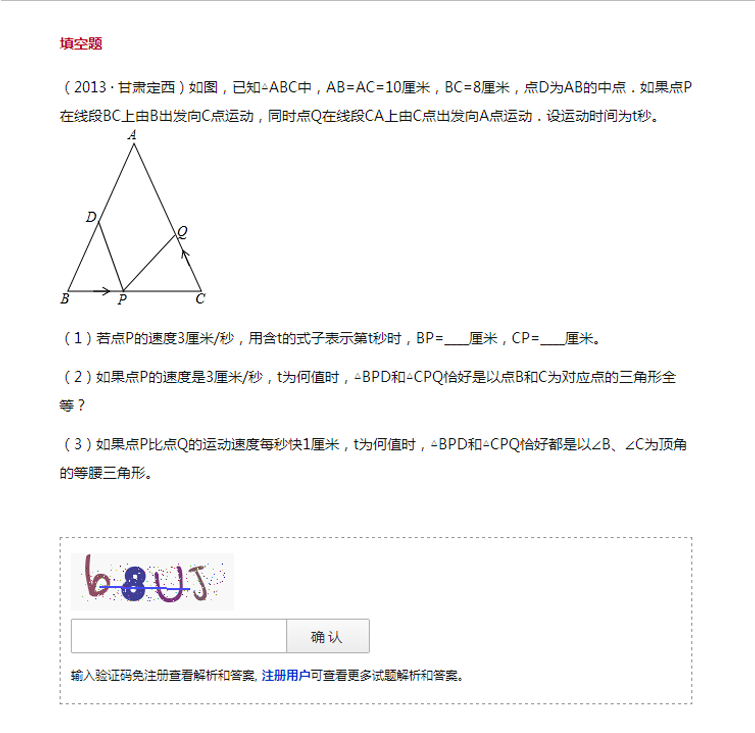 填空题
（2013·甘肃定西）如图，已知△ABC中，AB=AC=10厘米，BC=8厘米，点D为AB的中点．如果点P
在线段BC上由B出发向C点运动，同时点Q在线段CA上由C点出发向A点运动．设运动时间为t秒。
A
D
Q
B
P
C
（1）若点P的速度3厘米/秒，用含t的式子表示第t秒时，BP=____厘米，CP=____厘米。
（2）如果点P的速度是3厘米/秒，t为何值时，△BPD和△CPQ恰好是以点B和C为对应点的三角形全
等？
（3）如果点P比点Q的运动速度每秒快1厘米，t为何值时，△BPD和△CPQ恰好都是以∠B、∠C为顶角
的等腰三角形。
b8UJ
确 认
输入验证码免注册查看解析和答案, 注册用户可查看更多试题解析和答案。